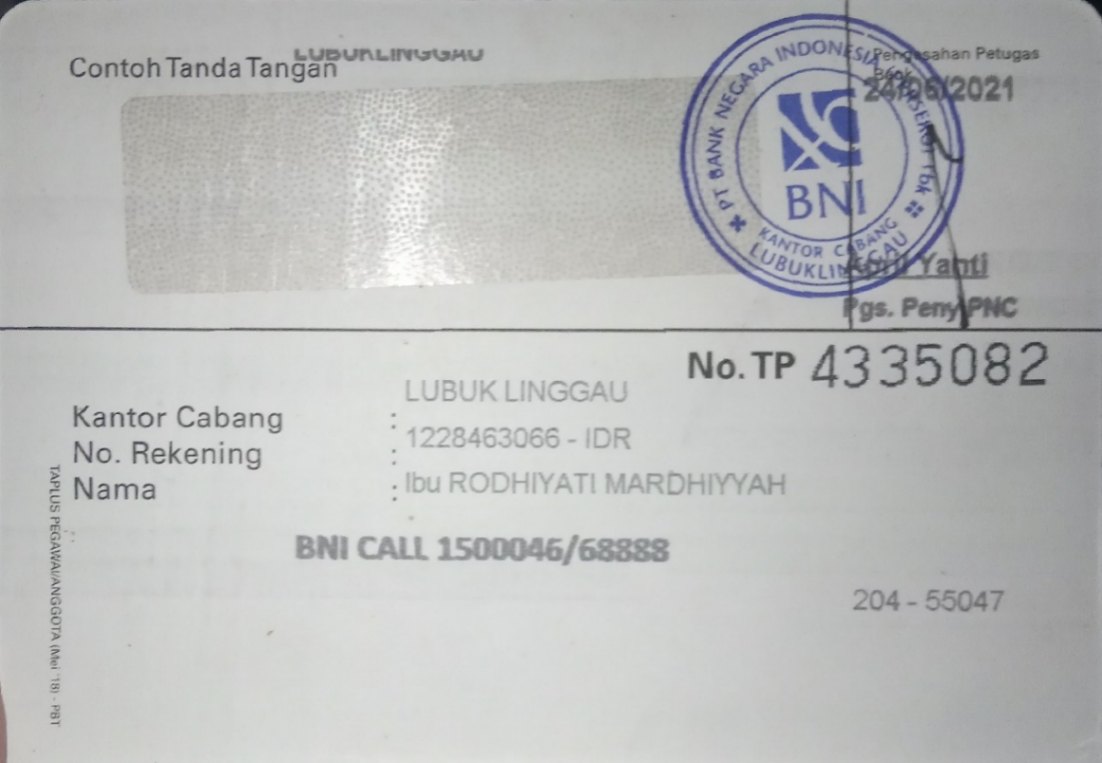 LUBUKLINGGAU
Contoh Tanda Tangan
Pengesahan Petugas
Bank
24/06/2021
PT BANK NEGARA INDONESIA (PERSERO) Tbk
BNI
KANTOR CABANG
LUBUKLINGGAU
Yanti
Pgs. Peny PNC
No. TP 4335082
Kantor Cabang : LUBUK LINGGAU
No. Rekening : 1228463066 - IDR
Nama : Ibu RODHIYATI MARDHIYYAH
BNI CALL 1500046/68888
204 - 55047
TAPLUS PEGAWAI/ANGGOTA (Mei '18) - PBT